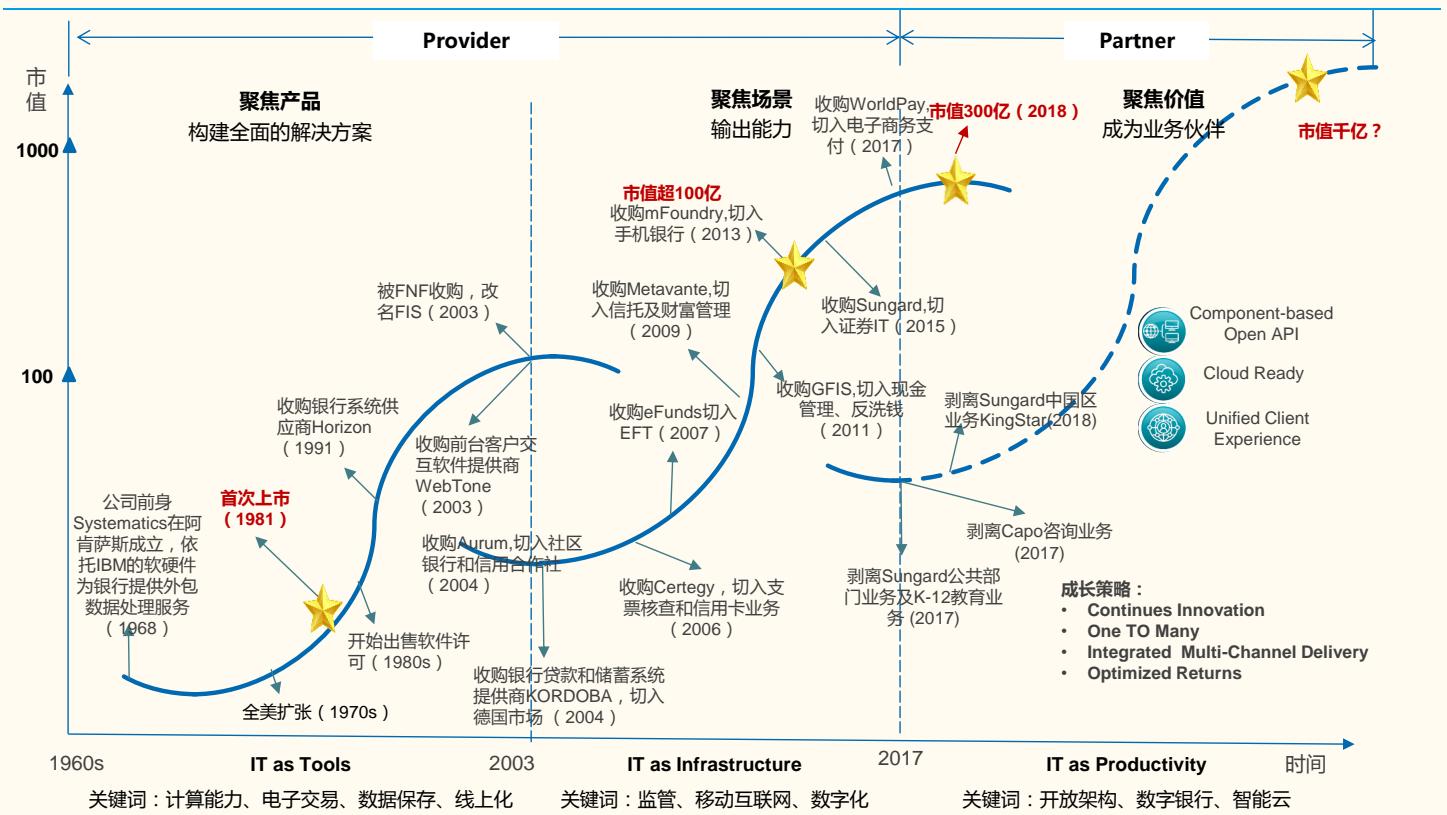 Provider
Partner
市
值
1000
100
聚焦产品
构建全面的解决方案
聚焦场景
输出能力
聚焦价值
成为业务伙伴
收购WorldPay,
切入电子商务支
付（2017）
市值300亿（2018）
市值千亿？
市值超100亿
收购mFoundry,切入
手机银行（2013）
被FNF收购，改
名FIS（2003）
收购Metavante,切
入信托及财富管理
（2009）
收购Sungard,切
入证券IT（2015）
Component-based
Open API
Cloud Ready
Unified Client
Experience
收购银行系统供
应商Horizon
（1991）
收购前台客户交
互软件提供商
WebTone
（2003）
收购eFunds切入
EFT（2007）
收购GFIS,切入现金
管理、反洗钱
（2011）
剥离Sungard中国区
业务KingStar(2018)
公司前身
Systematics在阿
肯萨斯成立，依
托IBM的软硬件
为银行提供外包
数据处理服务
（1968）
首次上市
（1981）
收购Aurum,切入社区
银行和信用合作社
（2004）
收购Certegy，切入支
票核查和信用卡业务
（2006）
剥离Capo咨询业务
(2017)
剥离Sungard公共部
门业务及K-12教育业
务 (2017)
开始出售软件许
可（1980s）
全美扩张（1970s）
收购银行贷款和储蓄系统
提供商KORDOBA，切入
德国市场 （2004）
成长策略：
• Continues Innovation
• One TO Many
• Integrated Multi-Channel Delivery
• Optimized Returns
1960s
IT as Tools
2003
IT as Infrastructure
2017
IT as Productivity
时间
关键词：计算能力、电子交易、数据保存、线上化
关键词：监管、移动互联网、数字化
关键词：开放架构、数字银行、智能云